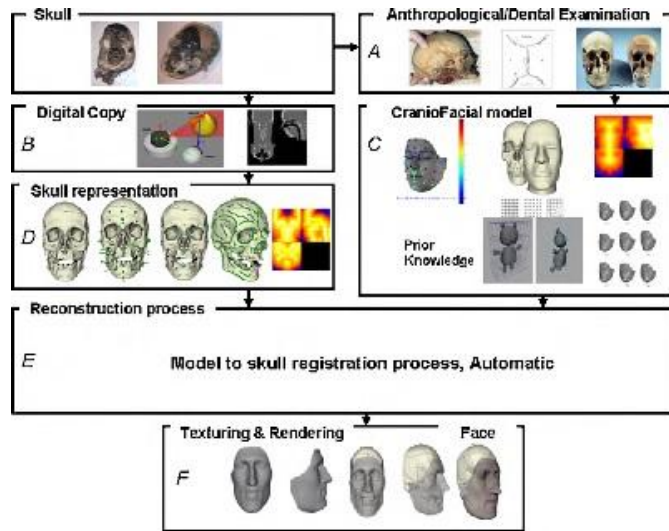 Skull
Anthropological/Dental Examination
A
Digital Copy
B
CranioFacial model
C
Skull representation
D
Prior
Knowledge
Reconstruction process
E
Model to skull registration process, Automatic
Texturing & Rendering
Face
F